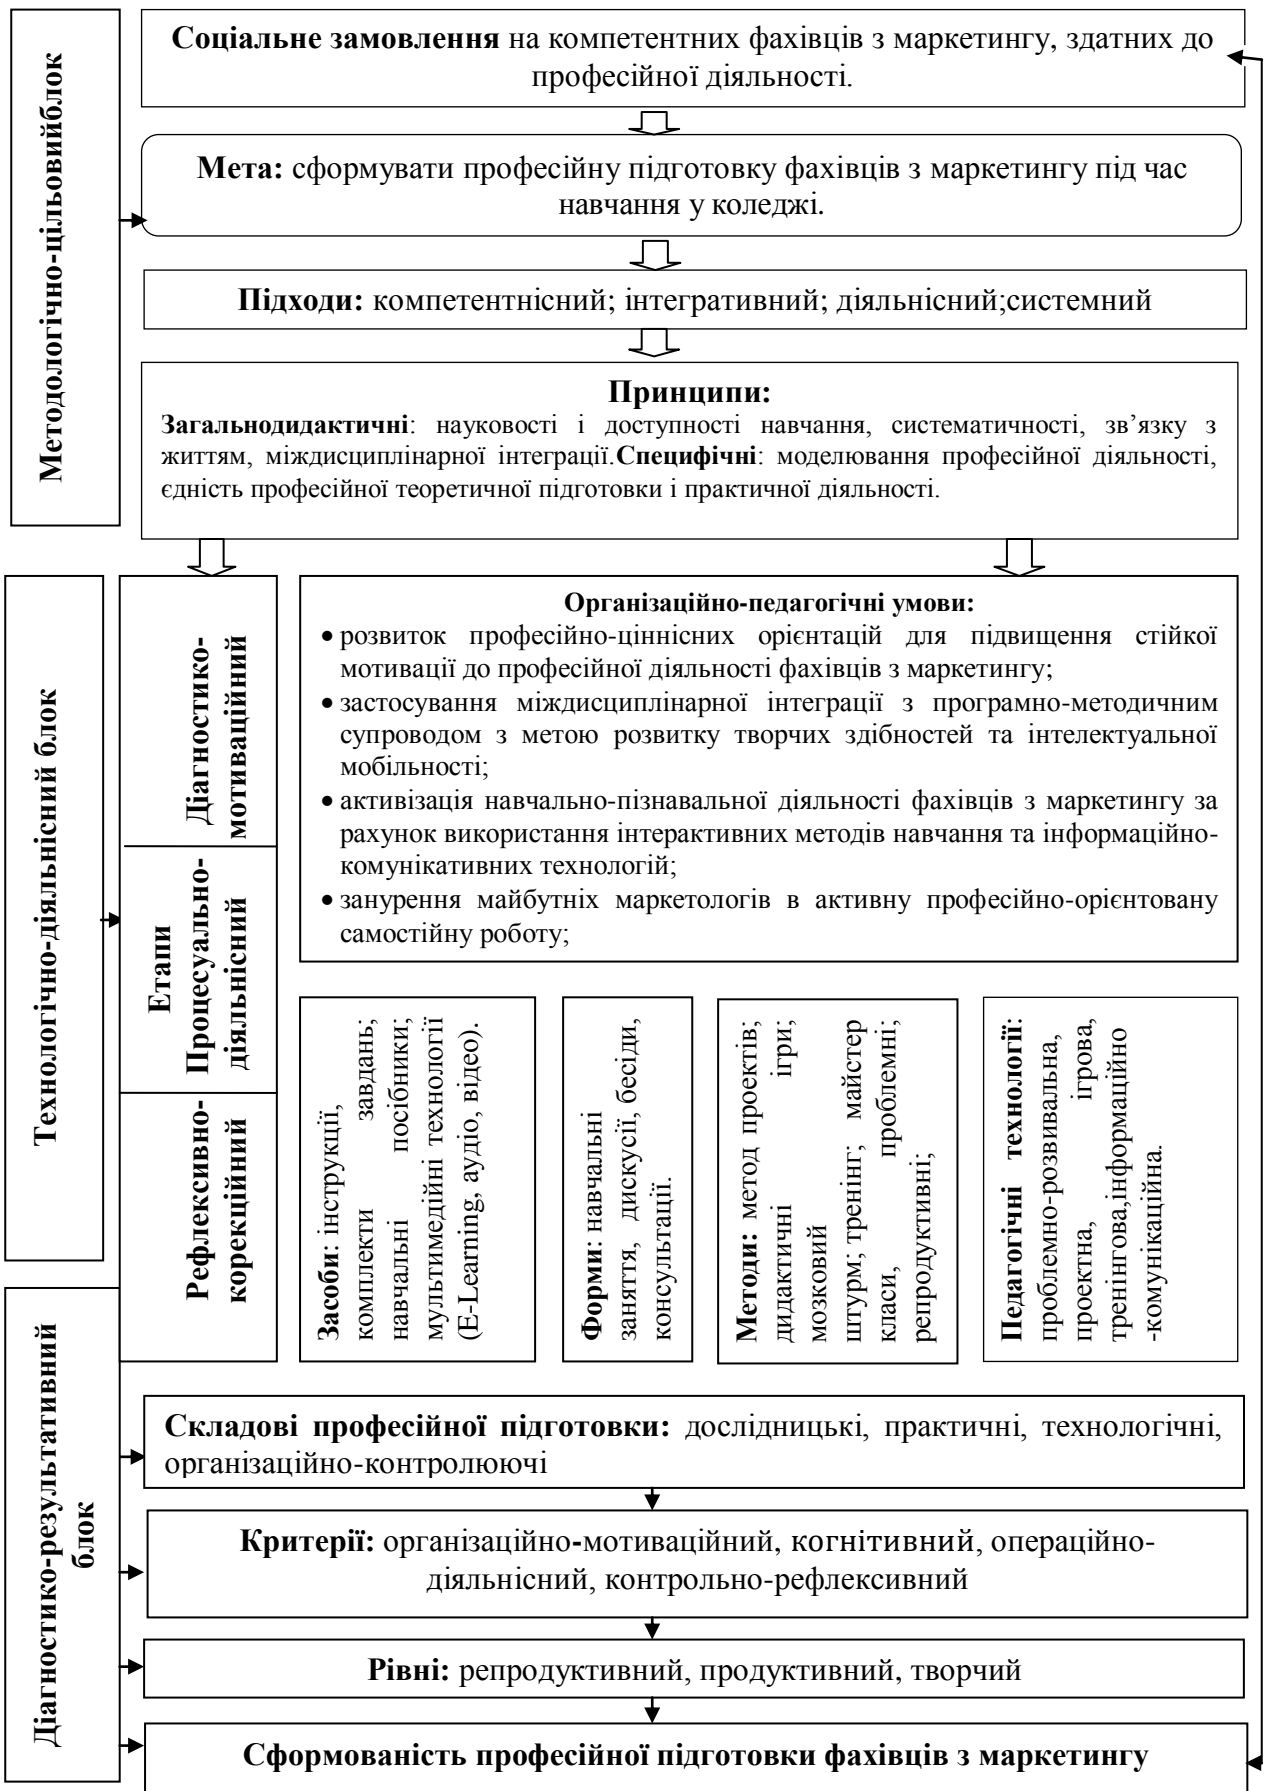 Методологічно-цільовийблок
Соціальне замовлення на компетентних фахівців з маркетингу, здатних до
професійної діяльності.
Мета: сформувати професійну підготовку фахівців з маркетингу під час
навчання у коледжі.
Підходи: компетентнісний; інтегративний; діяльнісний;системний
Принципи:
Загальнодидактичні: науковості і доступності навчання, систематичності, зв’язку з
життям, міждисциплінарної інтеграції.Специфічні: моделювання професійної діяльності,
єдність професійної теоретичної підготовки і практичної діяльності.
Технологічно-діяльнісний блок
Етапи
Діагностико-
мотиваційний
Процесуально-
діяльнісний
Рефлексивно-
корекційний
Організаційно-педагогічні умови:
• розвиток професійно-ціннісних орієнтацій для підвищення стійкої
мотивації до професійної діяльності фахівців з маркетингу;
• застосування міждисциплінарної інтеграції з програмно-методичним
супроводом з метою розвитку творчих здібностей та інтелектуальної
мобільності;
• активізація навчально-пізнавальної діяльності фахівців з маркетингу за
рахунок використання інтерактивних методів навчання та інформаційно-
комунікативних технологій;
• занурення майбутніх маркетологів в активну професійно-орієнтовану
самостійну роботу;
Засоби: інструкції,
комплекти завдань;
навчальні посібники;
мультимедійні технології
(E-Learning, аудіо, відео).
Форми: навчальні
заняття, дискусії, бесіди,
консультації.
Методи: метод проектів;
дидактичні ігри;
мозковий
штурм; тренінг; майстер
класи, проблемні;
репродуктивні;
Педагогічні технології:
проблемно-розвивальна,
проектна, ігрова,
тренінгова,інформаційно
-комунікаційна.
Діагностико-результативний
блок
Складові професійної підготовки: дослідницькі, практичні, технологічні,
організаційно-контролюючі
Критерії: організаційно-мотиваційний, когнітивний, операційно-
діяльнісний, контрольно-рефлексивний
Рівні: репродуктивний, продуктивний, творчий
Сформованість професійної підготовки фахівців з маркетингу